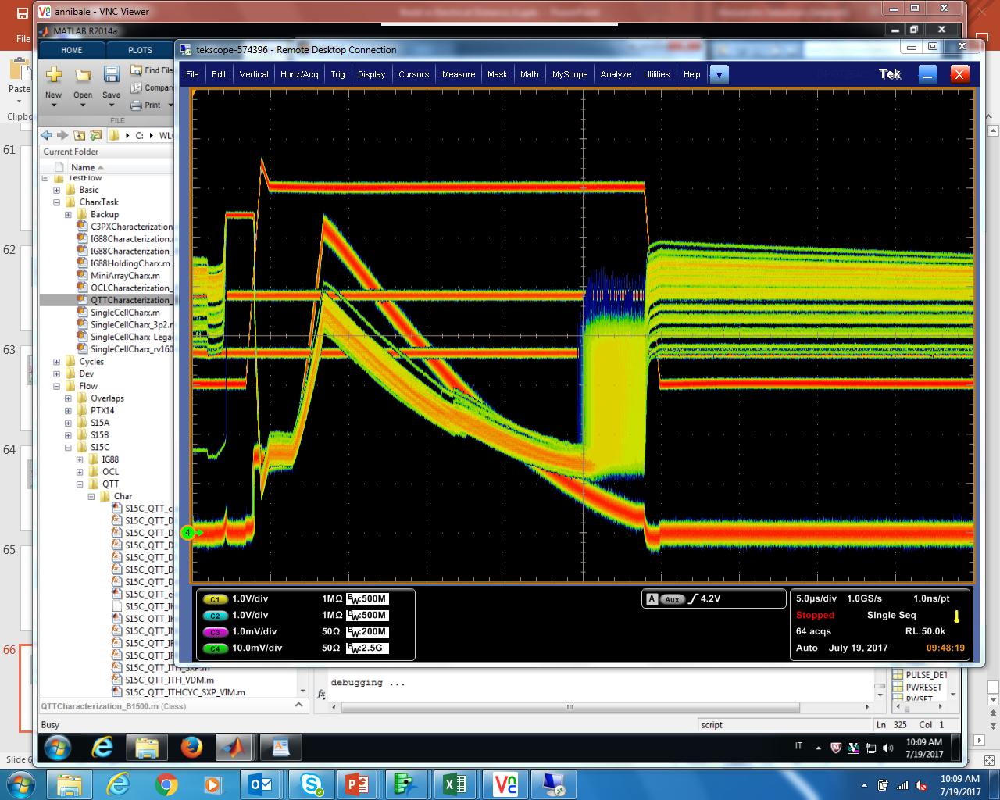 annibale - VNC Viewer
File
MATLAB R2014a
HOME PLOTS
Paste
New Open Save
Find File
Compare
Print
FILE
C: WL
Current Folder
Name
TestFlow
Basic
CharxTask
Backup
C3PXCharacterization
IG88Characterization.
IG88Characterization_
IG88HoldingCharx.m
MiniArrayCharx.m
OCLCharacterization_
QTTCharacterization_
SingleCellCharx.m
SingleCellCharx_3p2.
SingleCellCharx_Lega
SingleCellCharx_rv160
Cycles
Dev
Flow
Overlaps
PTX14
S15A
S15B
S15C
IG88
OCL
QTT
Char
S15C_QTT_c
S15C_QTT_D
S15C_QTT_D
S15C_QTT_D
S15C_QTT_D
S15C_QTT_D
S15C_QTT_D
S15C_QTT_e
S15C_QTT_I
S15C_QTT_I
S15C_QTT_I
S15C_QTT_I
S15C_QTT_I
S15C_QTT_ITH_SXP.m
S15C_QTT_ITH_VDM.m
S15C_QTT_ITHCYC_SXP_VIM.m
QTTCharacterization_B1500.m (Class)
Busy
61
62
63
64
65
66
Slide 6
tekscope-574396 - Remote Desktop Connection
File Edit Vertical Horiz/Acq Trig Display Cursors Measure Mask Math MyScope Analyze Utilities Help
Tek
4
C1 1.0V/div 1MΩ BW:500M
C2 1.0V/div 1MΩ BW:500M
C3 1.0mV/div 50Ω BW:200M
C4 10.0mV/div 50Ω BW:2.5G
A Aux 4.2V
5.0µs/div 1.0GS/s 1.0ns/pt
Stopped Single Seq
64 acqs RL:50.0k
Auto July 19, 2017 09:48:19
debugging ...
fx
PULSE_DET
PWRESET
PWSET
script
Ln 325 Col 1
IT
10:09 AM
7/19/2017
10:09 AM
7/19/2017